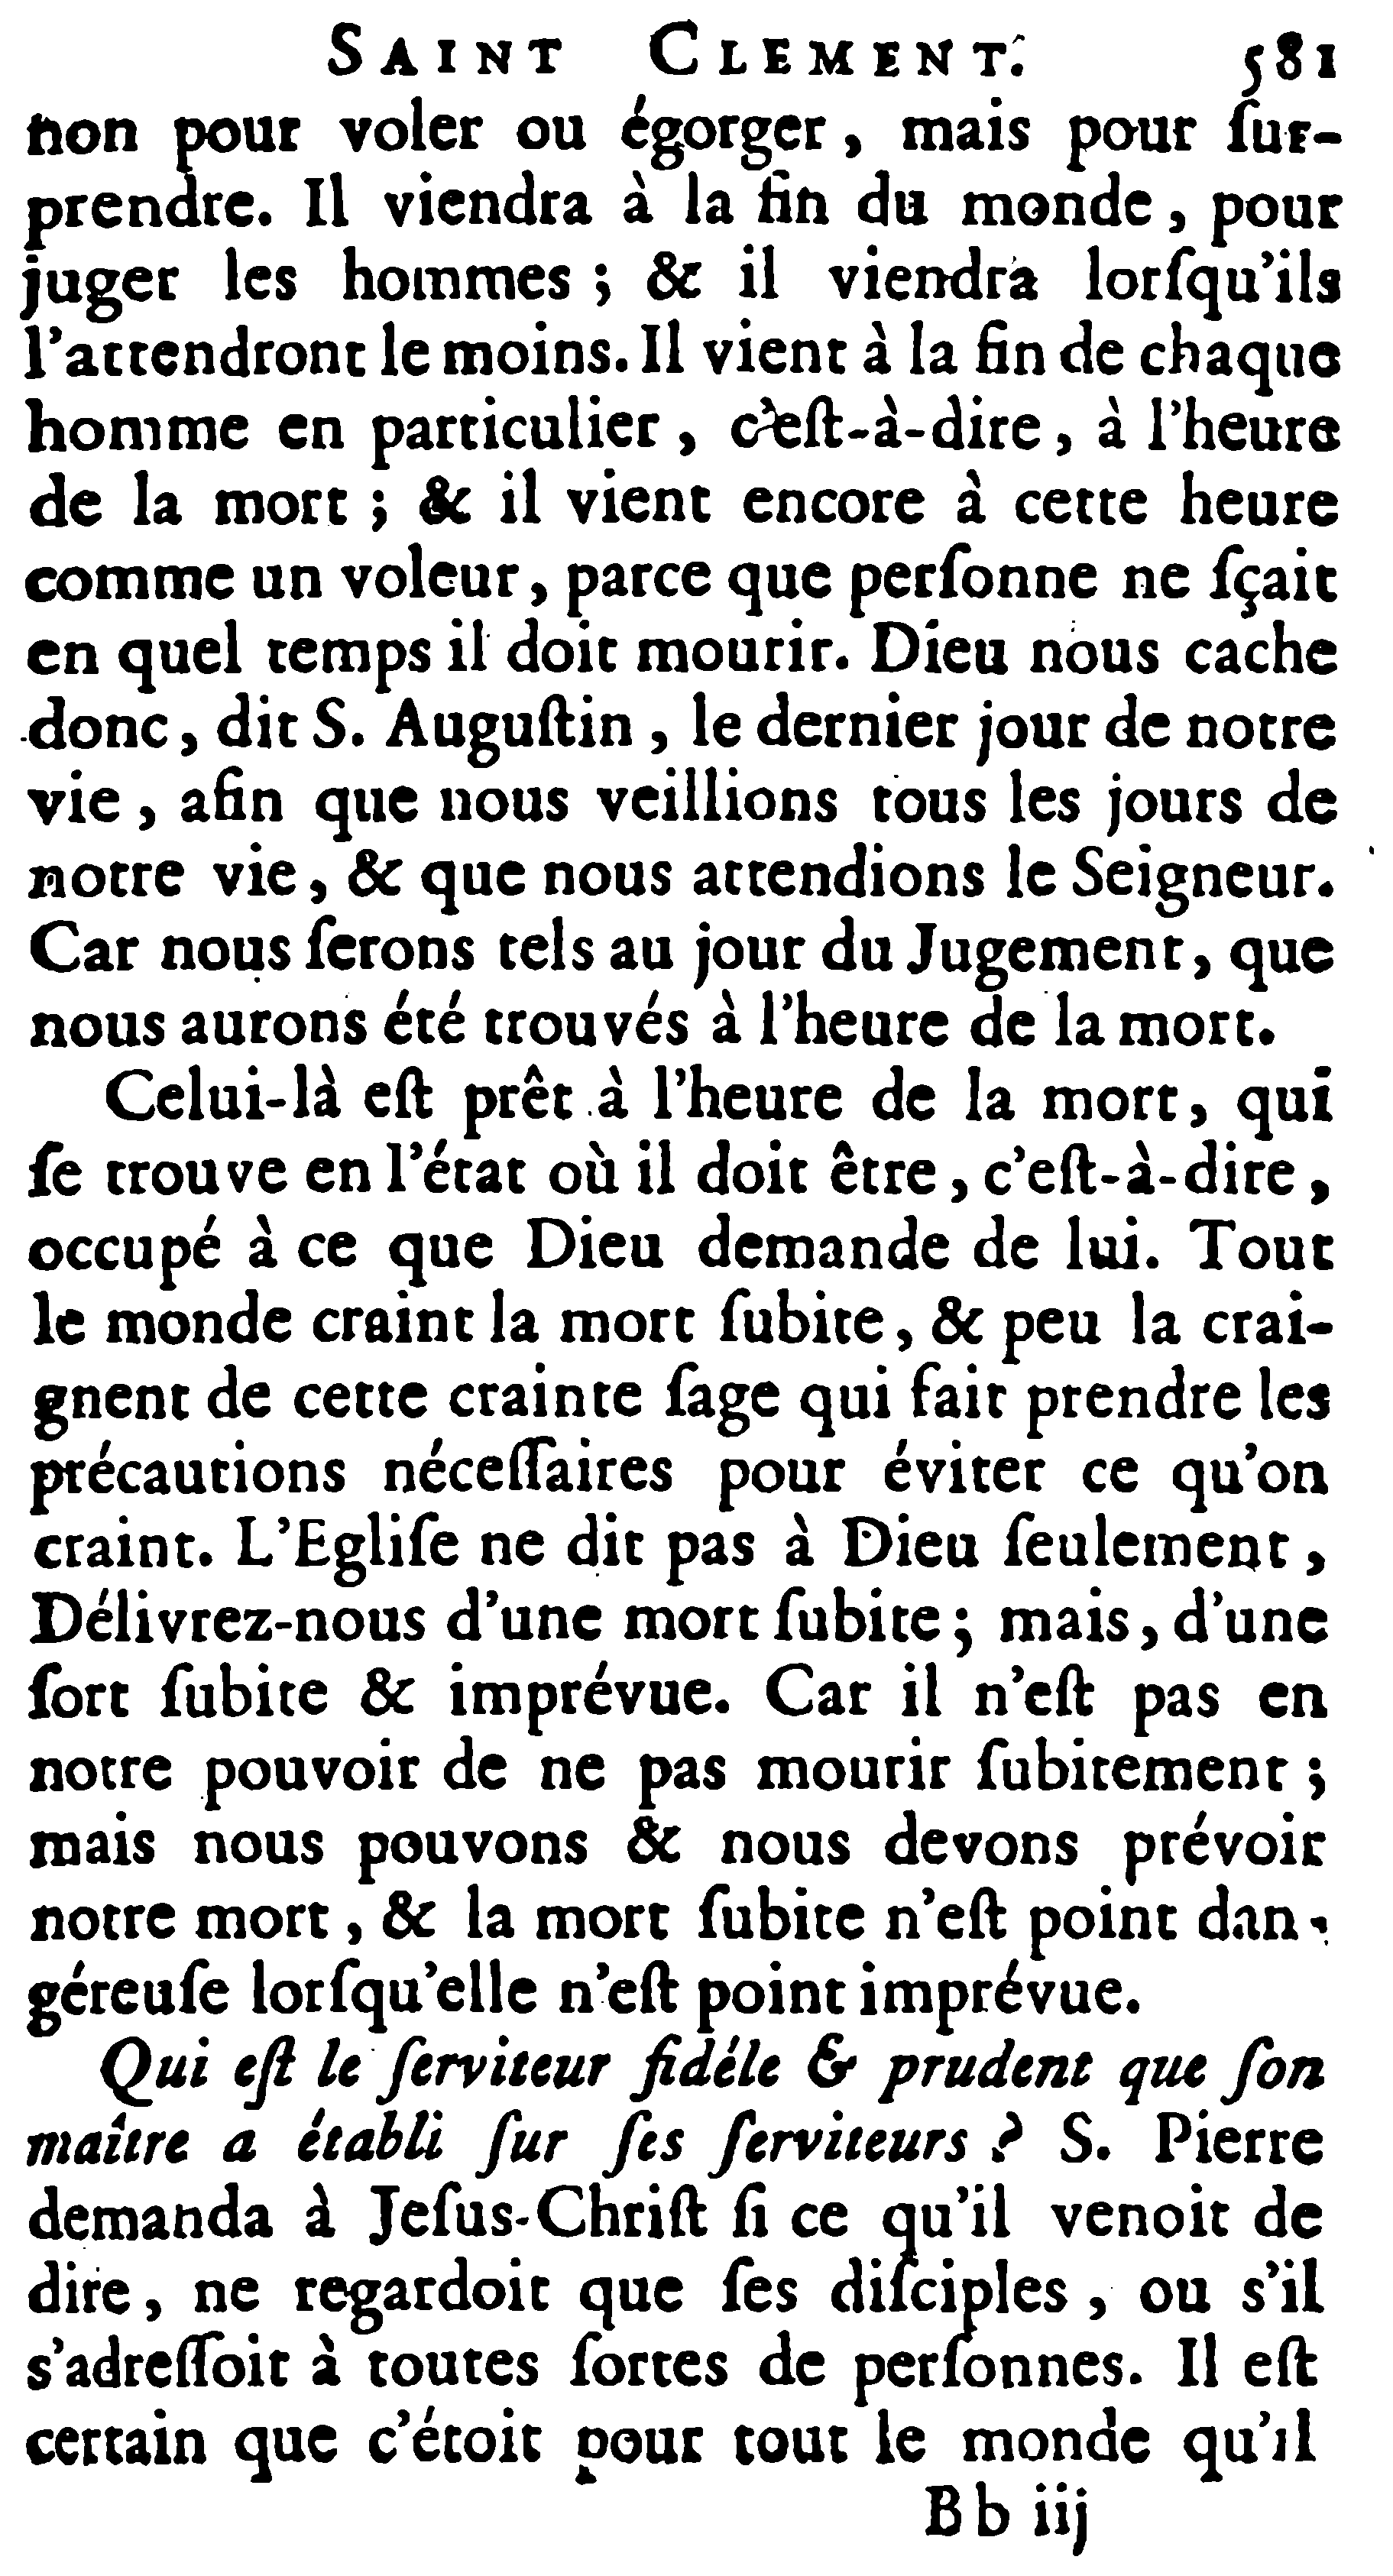 SAINT CLEMENT. 581
non pour voler ou égorger, mais pour ſur-
prendre. Il viendra à la fin du monde, pour
juger les hommes ; & il viendra lorſqu'ils
l'attendront le moins. Il vient à la fin de chaque
homme en particulier, c'eſt-à-dire, à l'heure
de la mort ; & il vient encore à cette heure
comme un voleur, parce que perſonne ne ſçait
en quel temps il doit mourir. Dieu nous cache
donc, dit S. Auguſtin, le dernier jour de notre
vie, afin que nous veillions tous les jours de
notre vie, & que nous attendions le Seigneur.
Car nous ſerons tels au jour du Jugement, que
nous aurons été trouvés à l'heure de la mort.
Celui-là eſt prêt à l'heure de la mort, qui
ſe trouve en l'état où il doit être, c'eſt-à-dire,
occupé à ce que Dieu demande de lui. Tout
le monde craint la mort ſubite, & peu la crai-
gnent de cette crainte ſage qui fait prendre les
précautions néceſſaires pour éviter ce qu'on
craint. L'Egliſe ne dit pas à Dieu ſeulement,
Délivrez-nous d'une mort ſubite ; mais, d'une
ſort ſubite & imprévue. Car il n'eſt pas en
notre pouvoir de ne pas mourir ſubitement ;
mais nous pouvons & nous devons prévoir
notre mort, & la mort ſubite n'eſt point dan-
géreuſe lorſqu'elle n'eſt point imprévue.
Qui eſt le ſerviteur fidéle & prudent que ſon
maître a établi ſur ſes ſerviteurs ? S. Pierre
demanda à Jeſus-Chriſt ſi ce qu'il venoit de
dire, ne regardoit que ſes diſciples, ou s'il
s'adreſſoit à toutes ſortes de perſonnes. Il eſt
certain que c'étoit pour tout le monde qu'il
Bb iij